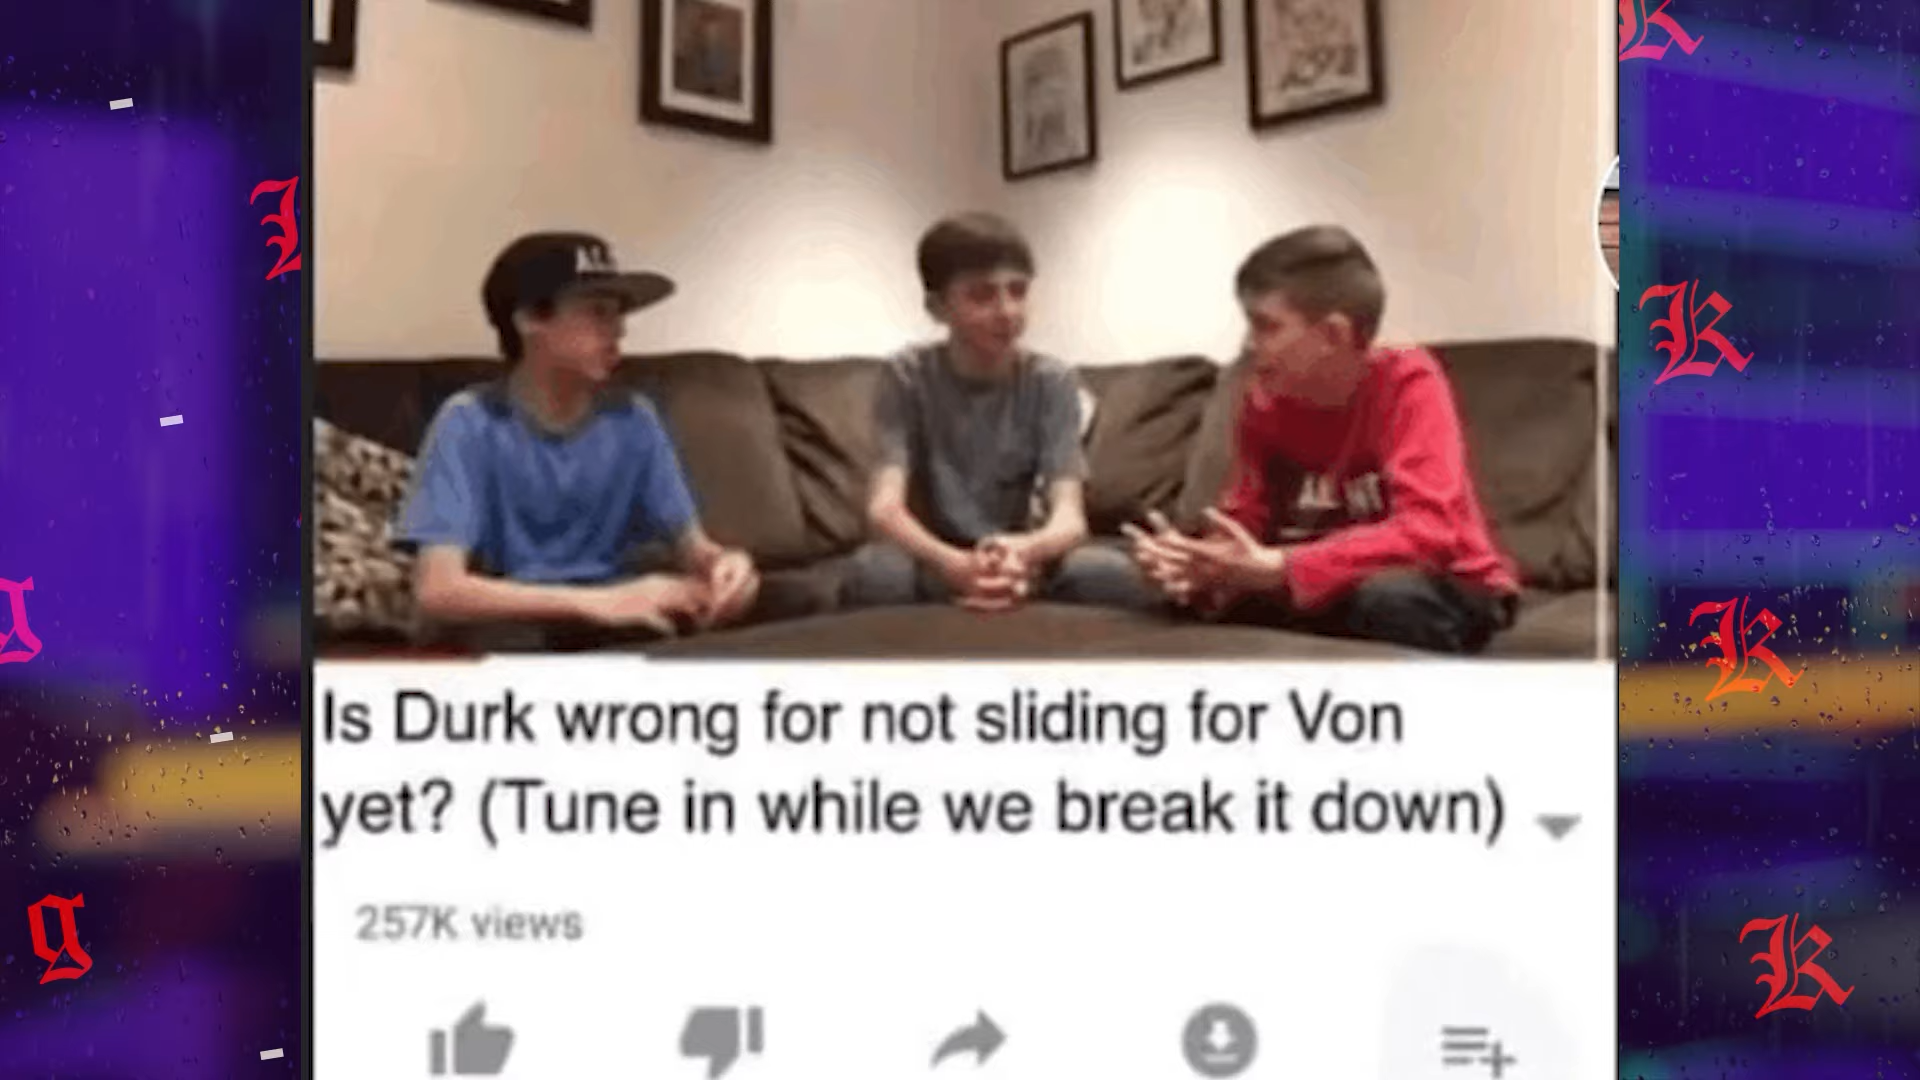 Is Durk wrong for not sliding for Von
yet? (Tune in while we break it down)
257K views